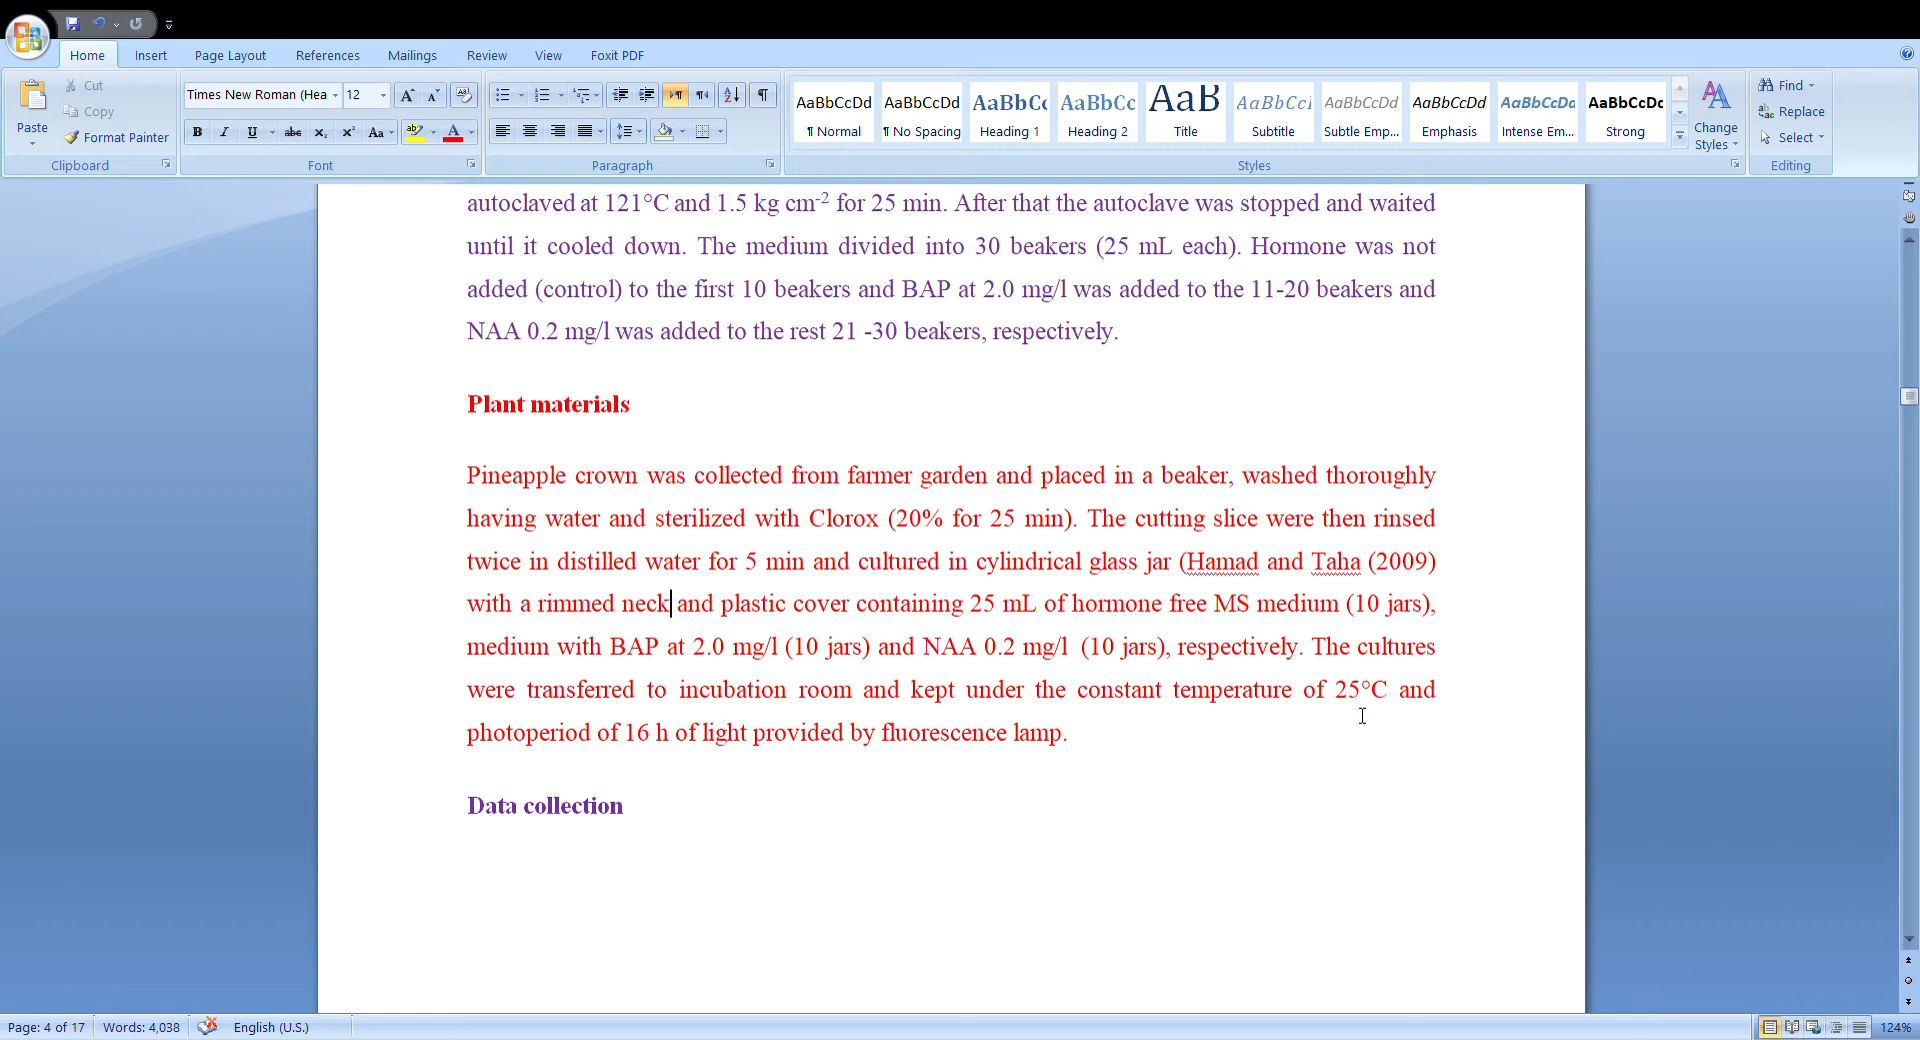 Home Insert Page Layout References Mailings Review View Foxit PDF
Paste
Cut
Copy
Format Painter
Clipboard
Times New Roman (Hea 12
Font
Paragraph
AaBbCcDd AaBbCcDd AaBbCc AaBbCc AaB AaBbCcI AaBbCcDd AaBbCcDd AaBbCcDc AaBbCcDc
¶ Normal ¶ No Spacing Heading 1 Heading 2 Title Subtitle Subtle Emp... Emphasis Intense Em... Strong
Styles
Change Styles
Find
Replace
Select
Editing
autoclaved at 121°C and 1.5 kg cm-2 for 25 min. After that the autoclave was stopped and waited
until it cooled down. The medium divided into 30 beakers (25 mL each). Hormone was not
added (control) to the first 10 beakers and BAP at 2.0 mg/l was added to the 11-20 beakers and
NAA 0.2 mg/l was added to the rest 21 -30 beakers, respectively.
Plant materials
Pineapple crown was collected from farmer garden and placed in a beaker, washed thoroughly
having water and sterilized with Clorox (20% for 25 min). The cutting slice were then rinsed
twice in distilled water for 5 min and cultured in cylindrical glass jar (Hamad and Taha (2009)
with a rimmed neck and plastic cover containing 25 mL of hormone free MS medium (10 jars),
medium with BAP at 2.0 mg/l (10 jars) and NAA 0.2 mg/l (10 jars), respectively. The cultures
were transferred to incubation room and kept under the constant temperature of 25°C and
photoperiod of 16 h of light provided by fluorescence lamp.
Data collection
Page: 4 of 17 Words: 4,038 English (U.S.) 124%